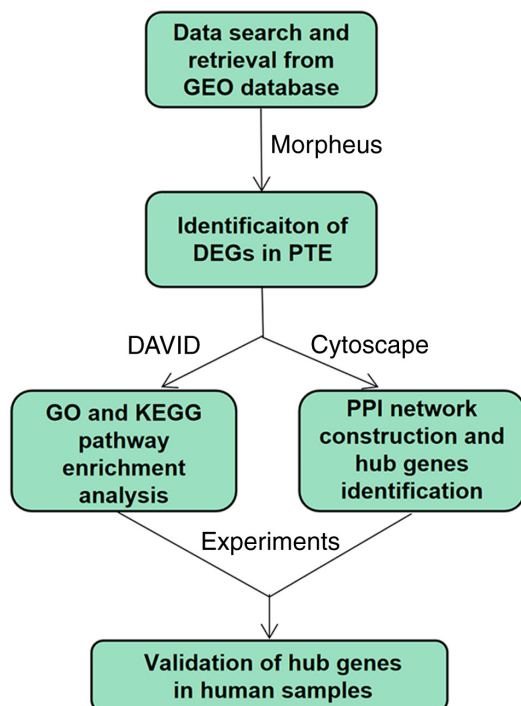 Data search and
retrieval from
GEO database
Morpheus
Identificaiton of
DEGs in PTE
DAVID
Cytoscape
GO and KEGG
pathway
enrichment
analysis
PPI network
construction and
hub genes
identification
Experiments
Validation of hub genes
in human samples